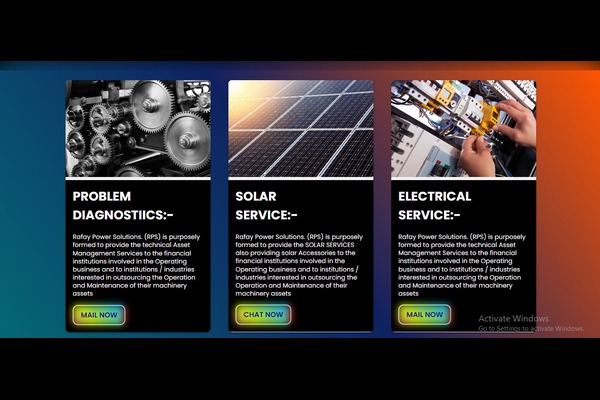 PROBLEM
DIAGNOSTIICS:-
Rafay Power Solutions. (RPS) is purposely
formed to provide the technical Asset
Management Services to the financial
institutions involved in the Operating
business and to institutions / industries
interested in outsourcing the Operation
and Maintenance of their machinery
assets
MAIL NOW
SOLAR
SERVICE:-
Rafay Power Solutions. (RPS) is purposely
formed to provide the SOLAR SERVICES
also providing solar Accessories to the
financial institutions involved in the
Operating business and to institutions /
industries interested in outsourcing the
Operation and Maintenance of their
machinery assets
CHAT NOW
ELECTRICAL
SERVICE:-
Rafay Power Solutions. (RPS) is purposely
formed to provide the technical Asset
Management Services to the financial
institutions involved in the Operating
business and to institutions / industries
interested in outsourcing the Operation
and Maintenance of their machinery
assets
MAIL NOW
Activate Windows
Go to Settings to activate Windows.